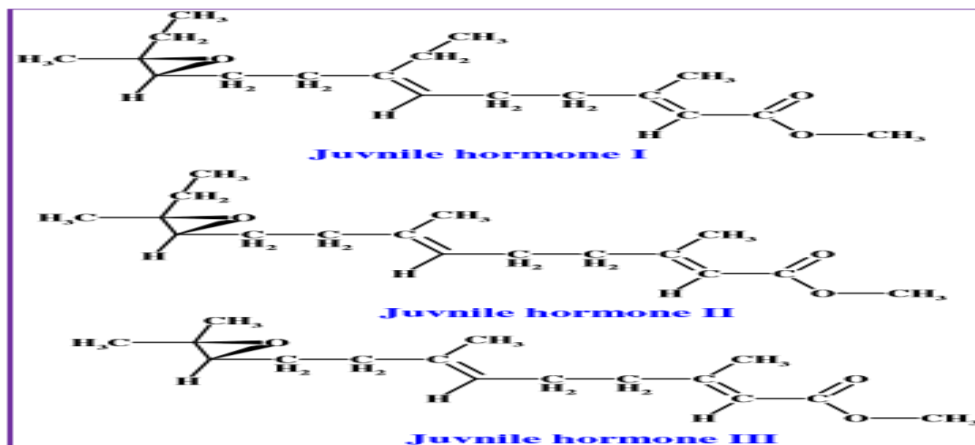 CH₃
CH₂ CH₃
H₃C O CH₂
C C C CH₃
H H₂ H₂
C C C O
H H₂ H₂ C C
H O CH₃
Juvnile hormone I
CH₃
CH₂
H₃C O CH₃
C C C CH₃
H H₂ H₂
C C C O
H H₂ H₂ C C
H O CH₃
Juvnile hormone II
CH₃
H₃C O CH₃
C C C CH₃
H H₂ H₂
C C C O
H H₂ H₂ C C
H O CH₃
Juvnile hormone III